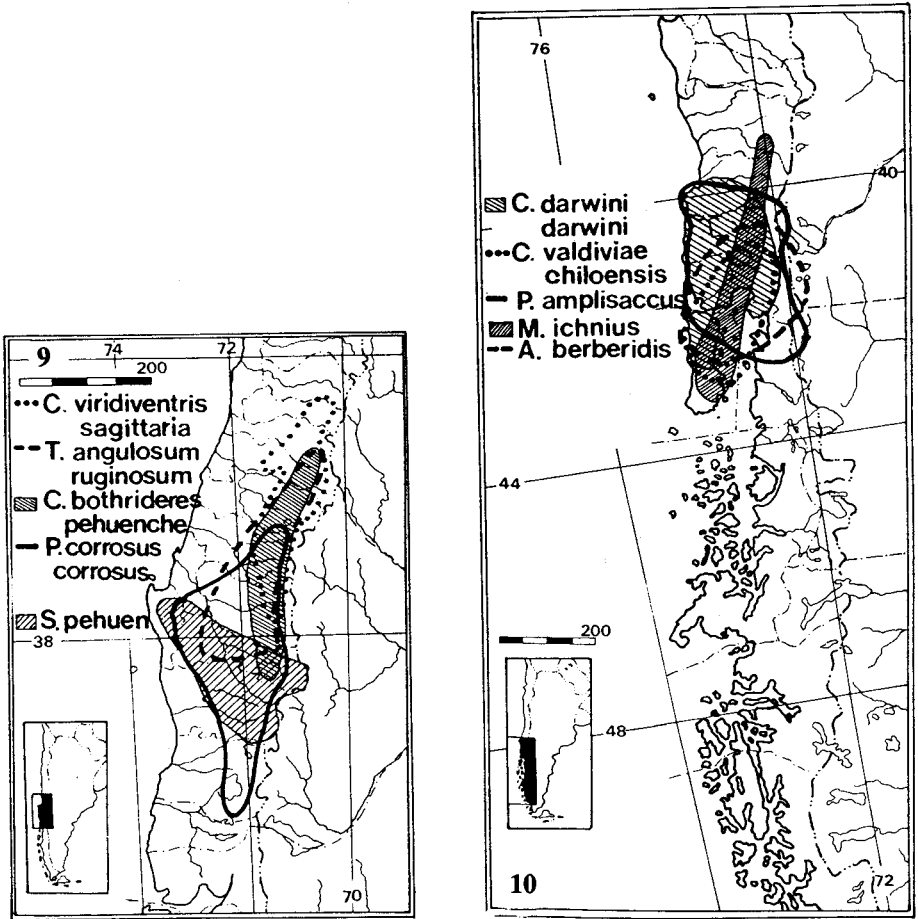 9
74
72
200
C. viridiventris
sagittaria
T. angulosum
ruginosum
C. bothrideres
pehuenche
P. corrosus
corrosus
S. pehuen
38
70
76
40
C. darwini
darwini
C. valdiviae
chiloensis
P. amplisaccus
M. ichnius
A. berberidis
44
200
48
10
72